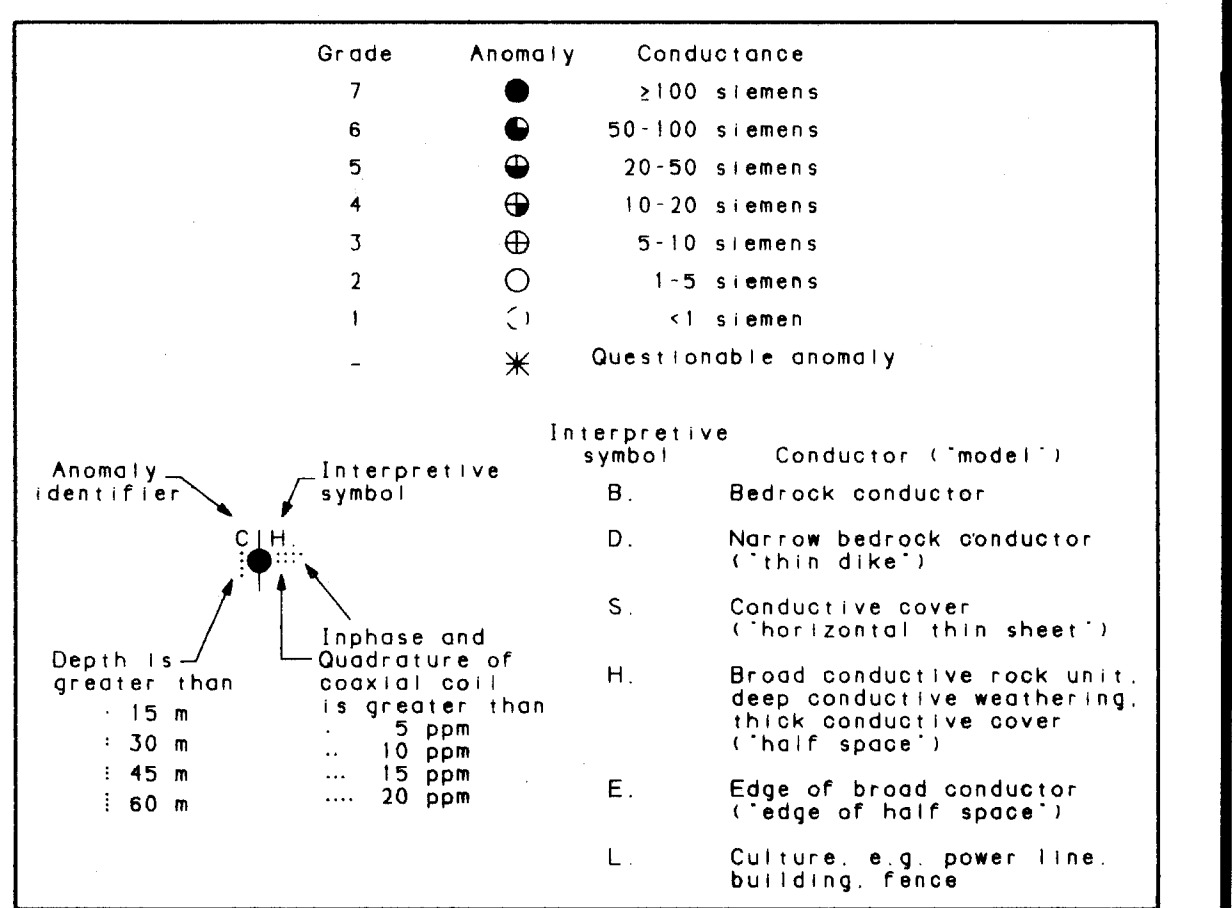 Grade Anomaly Conductance
7 ≥100 siemens
6 50-100 siemens
5 20-50 siemens
4 10-20 siemens
3 5-10 siemens
2 1-5 siemens
1 <1 siemen
- Questionable anomaly
Anomaly identifier
Interpretive symbol
C H.
Depth is greater than
· 15 m
: 30 m
⋮ 45 m
⁞ 60 m
Inphase and
Quadrature of
coaxial coil
is greater than
. 5 ppm
.. 10 ppm
... 15 ppm
.... 20 ppm
Interpretive
symbol Conductor ("model")
B. Bedrock conductor
D. Narrow bedrock conductor
("thin dike")
S. Conductive cover
("horizontal thin sheet")
H. Broad conductive rock unit,
deep conductive weathering,
thick conductive cover
("half space")
E. Edge of broad conductor
("edge of half space")
L. Culture, e.g. power line,
building, fence